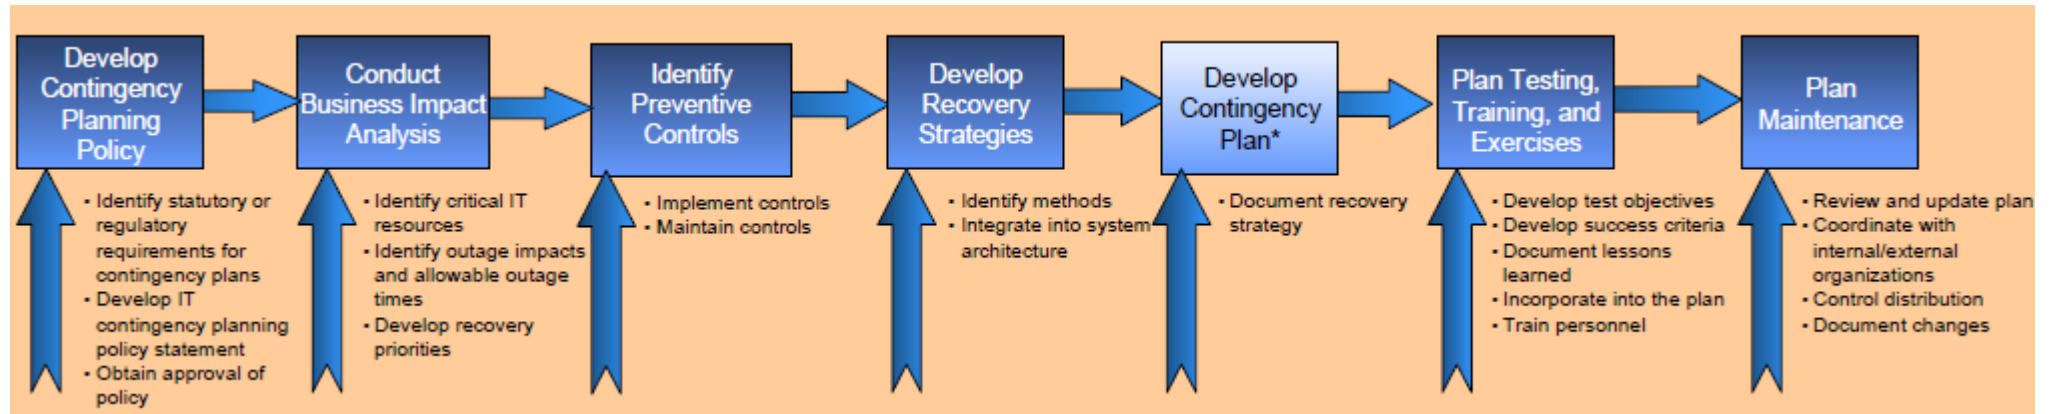 Develop
Contingency
Planning
Policy
Conduct
Business Impact
Analysis
Identify
Preventive
Controls
Develop
Recovery
Strategies
Develop
Contingency
Plan*
Plan Testing,
Training, and
Exercises
Plan
Maintenance
▪ Identify statutory or
regulatory
requirements for
contingency plans
▪ Develop IT
contingency planning
policy statement
▪ Obtain approval of
policy
▪ Identify critical IT
resources
▪ Identify outage impacts
and allowable outage
times
▪ Develop recovery
priorities
▪ Implement controls
▪ Maintain controls
▪ Identify methods
▪ Integrate into system
architecture
▪ Document recovery
strategy
▪ Develop test objectives
▪ Develop success criteria
▪ Document lessons
learned
▪ Incorporate into the plan
▪ Train personnel
▪ Review and update plan
▪ Coordinate with
internal/external
organizations
▪ Control distribution
▪ Document changes